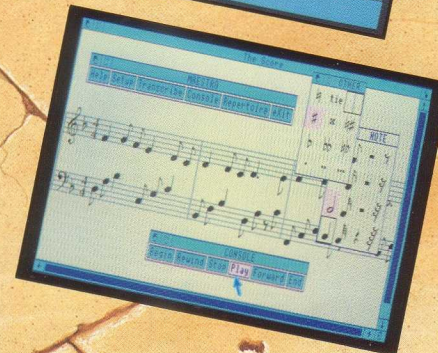 The Score
MAESTRO
Help Setup Transcribe Console Repertoire eXit
OTHER
tie
NOTE
CONSOLE
Begin Rewind Stop Play Forward End